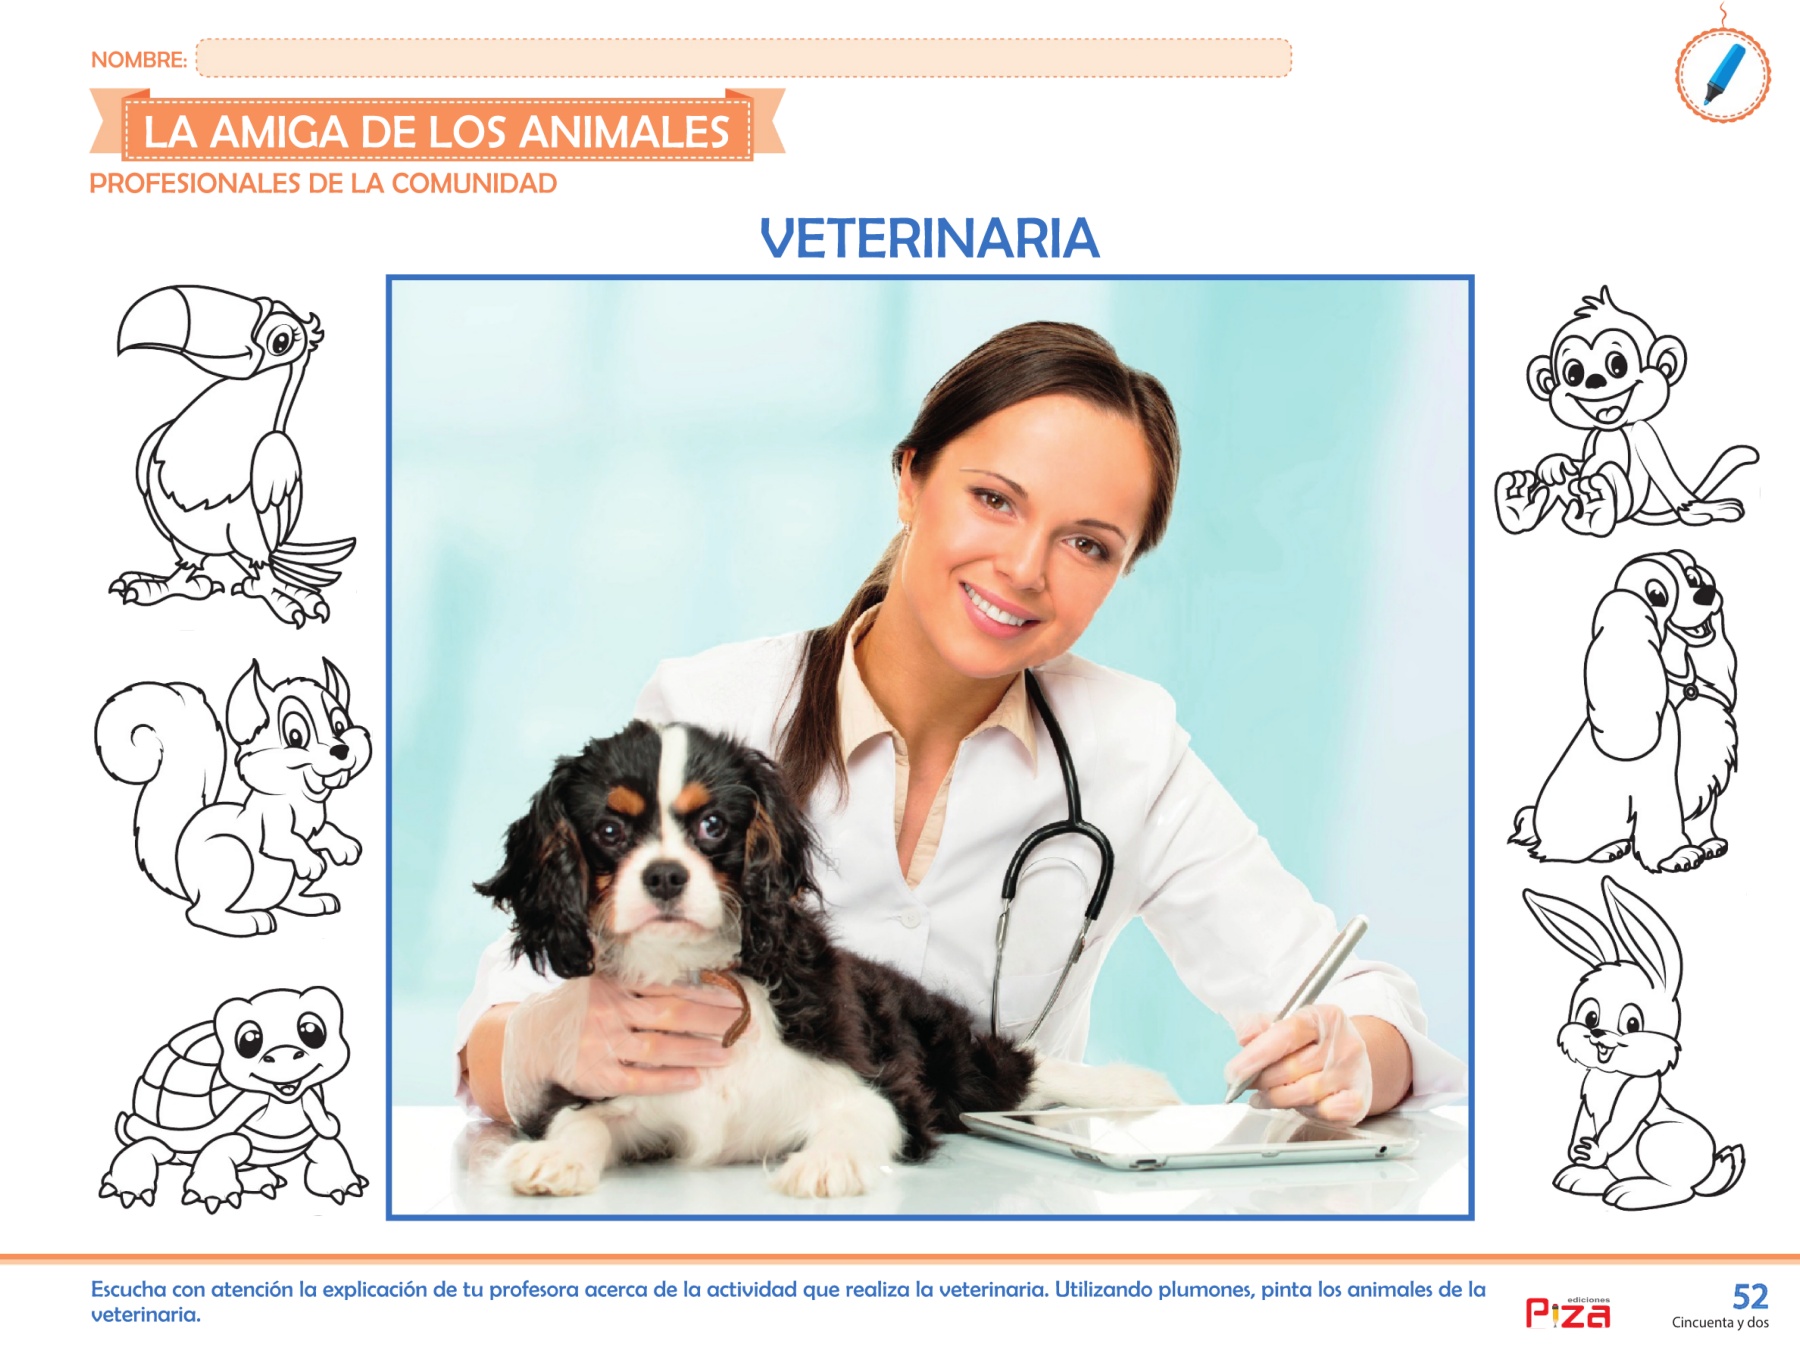 NOMBRE:
LA AMIGA DE LOS ANIMALES
PROFESIONALES DE LA COMUNIDAD
VETERINARIA
Escucha con atención la explicación de tu profesora acerca de la actividad que realiza la veterinaria. Utilizando plumones, pinta los animales de la
veterinaria.
ediciones
Piza
52
Cincuenta y dos